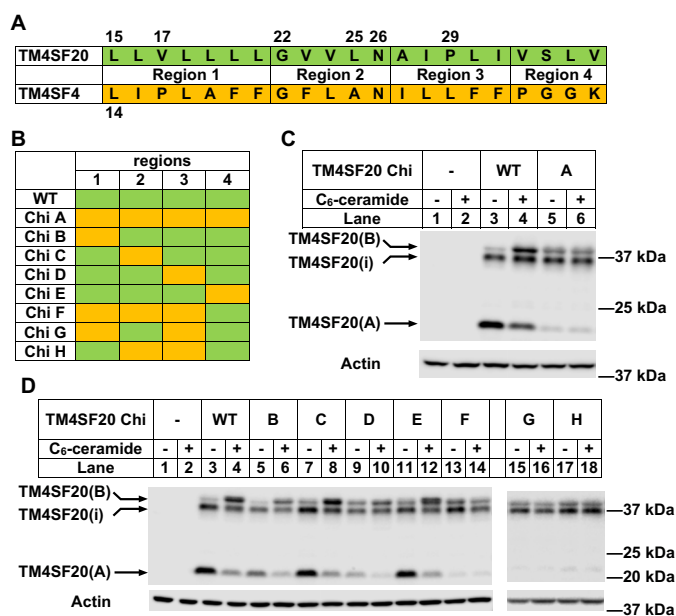 A
15 17 22 25 26 29
TM4SF20 L L V L L L L G V V L N A I P L I V S L V
Region 1 Region 2 Region 3 Region 4
TM4SF4 L I P L A F F G F L A N I L L F F P G G K
14
B
regions
1 2 3 4
WT
Chi A
Chi B
Chi C
Chi D
Chi E
Chi F
Chi G
Chi H
C
TM4SF20 Chi - WT A
C6-ceramide - + - + - +
Lane 1 2 3 4 5 6
TM4SF20(B)
TM4SF20(i)
TM4SF20(A)
—37 kDa
—25 kDa
Actin
—37 kDa
D
TM4SF20 Chi - WT B C D E F G H
C6-ceramide - + - + - + - + - + - + - + - + - +
Lane 1 2 3 4 5 6 7 8 9 10 11 12 13 14 15 16 17 18
TM4SF20(B)
TM4SF20(i)
TM4SF20(A)
—37 kDa
—25 kDa
—20 kDa
Actin
—37 kDa